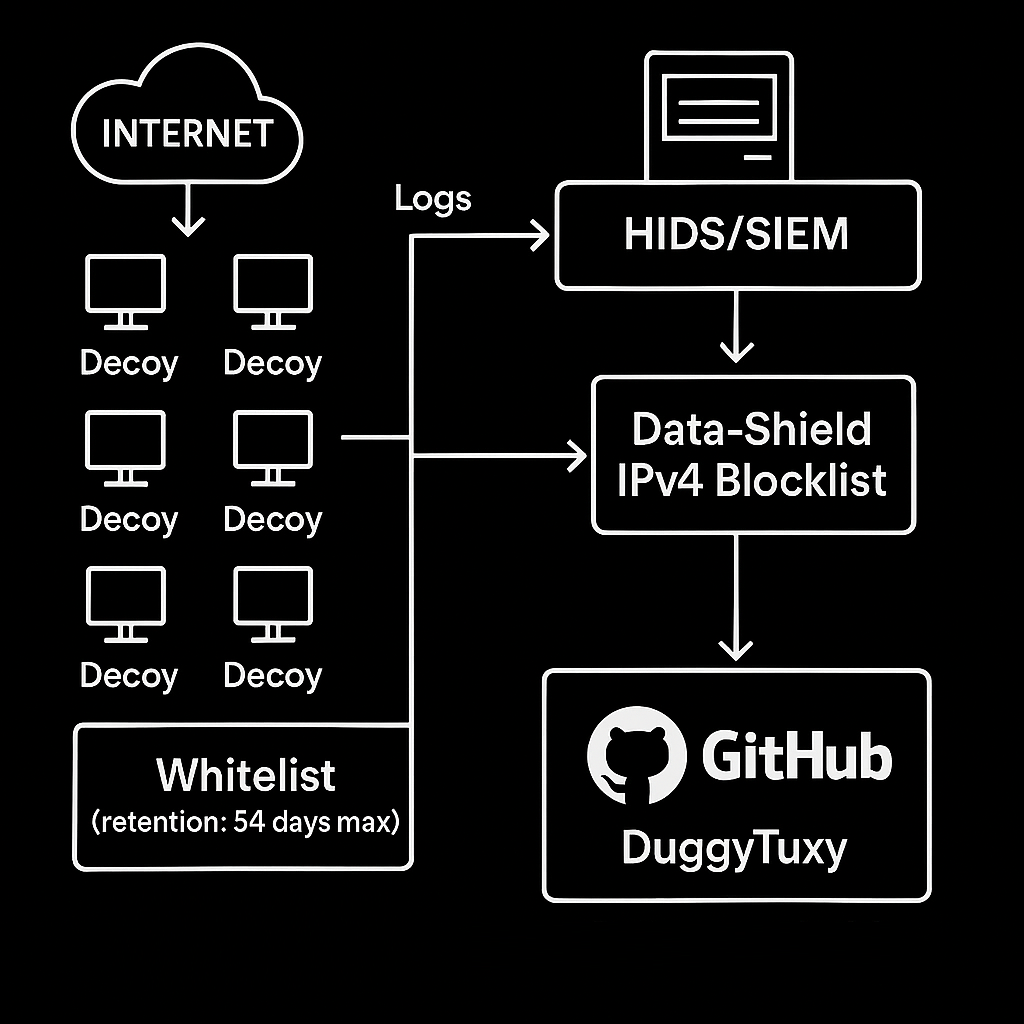 INTERNET
Logs
HIDS/SIEM
Decoy
Decoy
Data-Shield
IPv4 Blocklist
Decoy
Decoy
Decoy
Decoy
Whitelist
(retention: 54 days max)
GitHub
DuggyTuxy